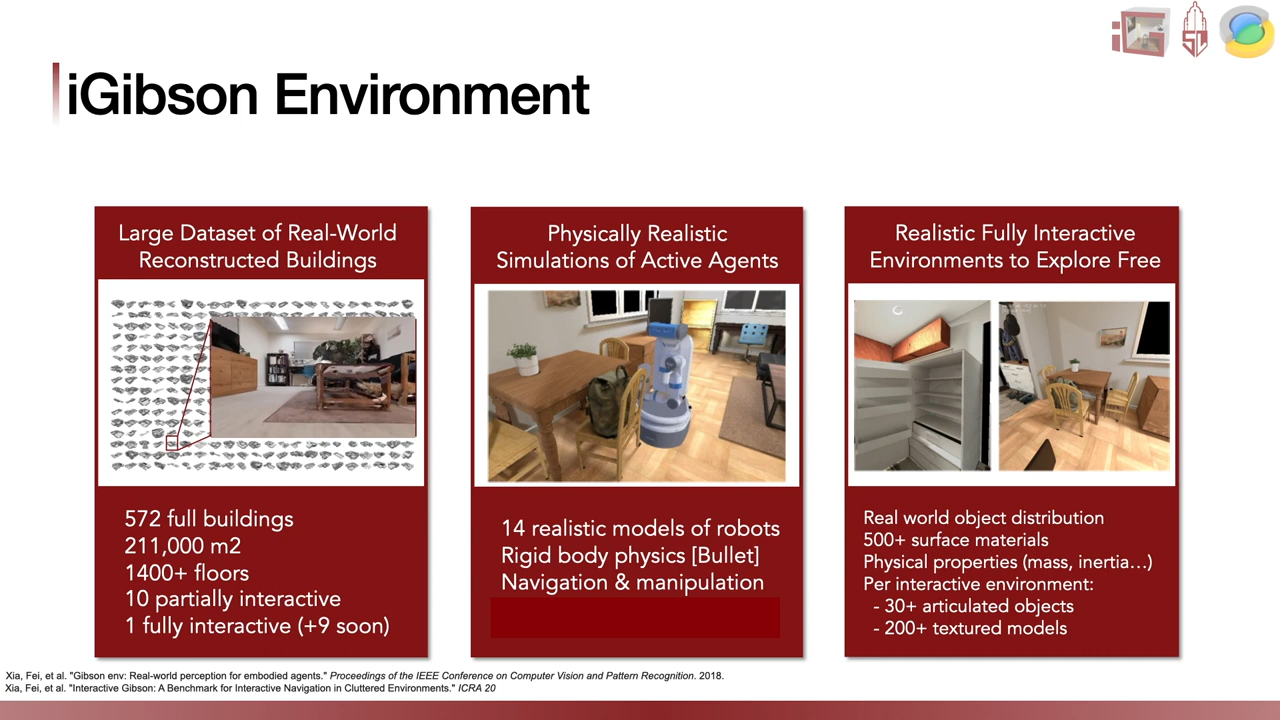 iGibson Environment
Large Dataset of Real-World
Reconstructed Buildings
572 full buildings
211,000 m2
1400+ floors
10 partially interactive
1 fully interactive (+9 soon)
Physically Realistic
Simulations of Active Agents
14 realistic models of robots
Rigid body physics [Bullet]
Navigation & manipulation
Realistic Fully Interactive
Environments to Explore Free
Real world object distribution
500+ surface materials
Physical properties (mass, inertia…)
Per interactive environment:
- 30+ articulated objects
- 200+ textured models
Xia, Fei, et al. "Gibson env: Real-world perception for embodied agents." Proceedings of the IEEE Conference on Computer Vision and Pattern Recognition. 2018.
Xia, Fei, et al. "Interactive Gibson: A Benchmark for Interactive Navigation in Cluttered Environments." ICRA 20